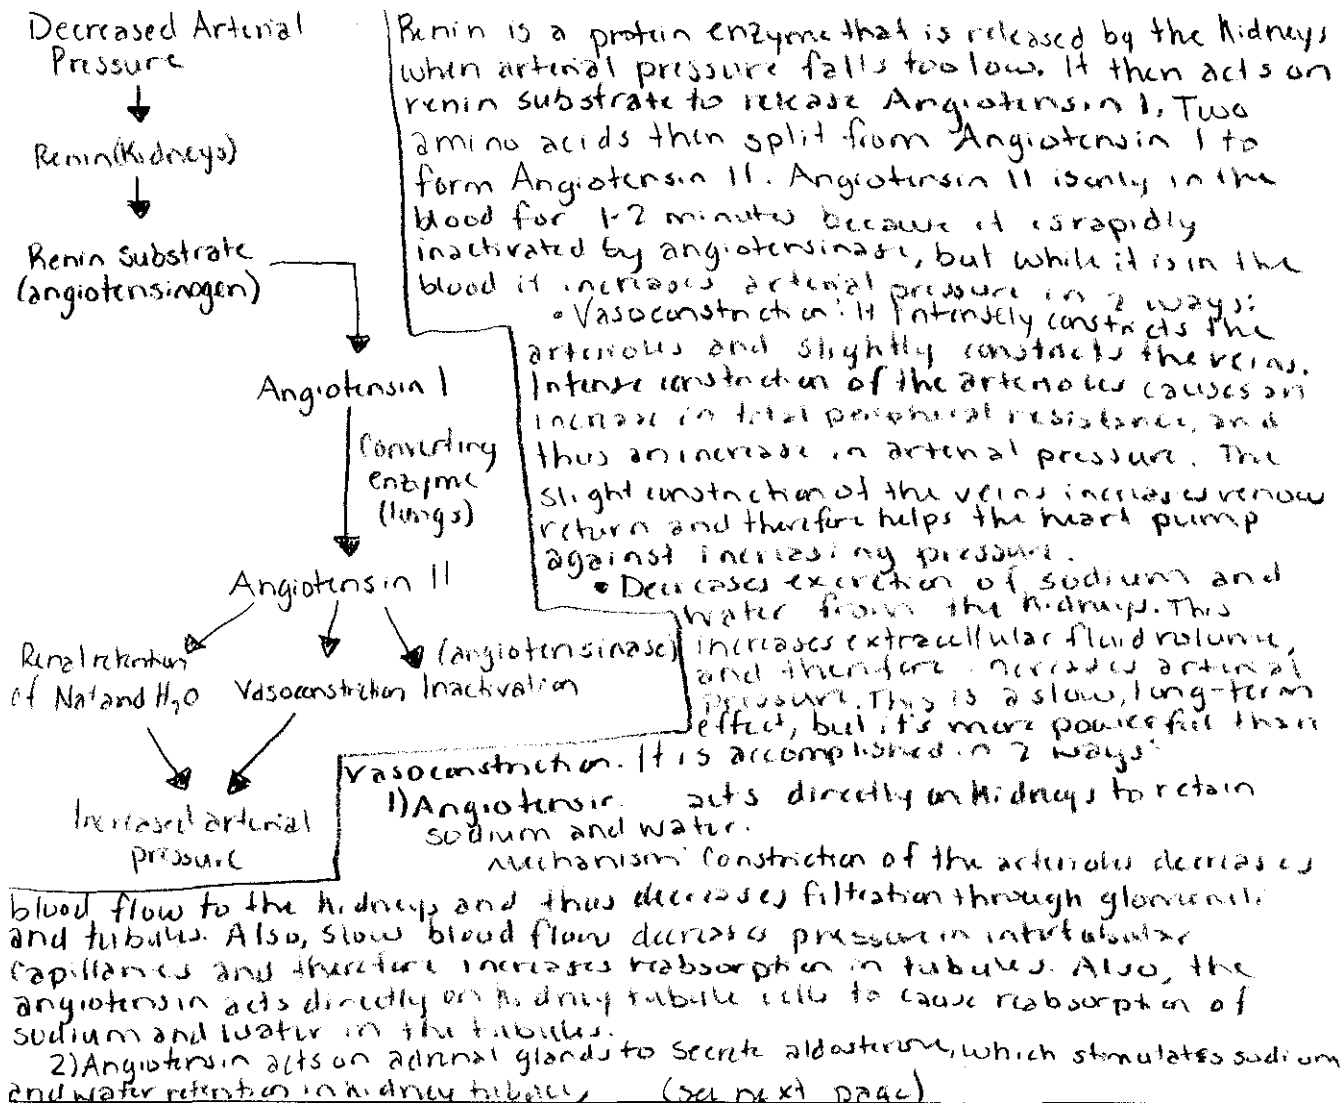 Decreased Arterial
Pressure
Renin (Kidneys)
Renin Substrate
(angiotensinogen)
Angiotensin I
Converting
enzyme
(lungs)
Angiotensin II
Renal retention
of Na+ and H2O
Vasoconstriction
(angiotensinase)
Inactivation
Increased arterial
pressure
Renin is a protein enzyme that is released by the Kidneys
when arterial pressure falls too low. It then acts on
renin substrate to release Angiotensin I. Two
amino acids then split from Angiotensin I to
form Angiotensin II. Angiotensin II is only in the
blood for 1-2 minutes because it is rapidly
inactivated by angiotensinase, but while it is in the
blood it increases arterial pressure in 2 ways:
• Vasoconstriction: It intensely constricts the
arterioles and slightly constricts the veins.
Intense constriction of the arterioles causes an
increase in total peripheral resistance, and
thus an increase in arterial pressure. The
slight constriction of the veins increases venous
return and therefore helps the heart pump
against increasing pressure.
• Decreases excretion of sodium and
water from the kidneys. This
increases extracellular fluid volume,
and therefore increases arterial
pressure. This is a slow, long-term
effect, but it's more powerful than
vasoconstriction. It is accomplished in 2 ways:
1) Angiotensin acts directly on kidneys to retain
sodium and water.
Mechanism: Constriction of the arterioles decreases
blood flow to the kidneys and thus decreases filtration through glomeruli
and tubules. Also, slow blood flow decreases pressure in intertubular
capillaries and therefore increases reabsorption in tubules. Also, the
angiotensin acts directly on kidney tubule cells to cause reabsorption of
sodium and water in the tubules.
2) Angiotensin acts on adrenal glands to secrete aldosterone, which stimulates sodium
and water retention in kidney tubules (see next page)